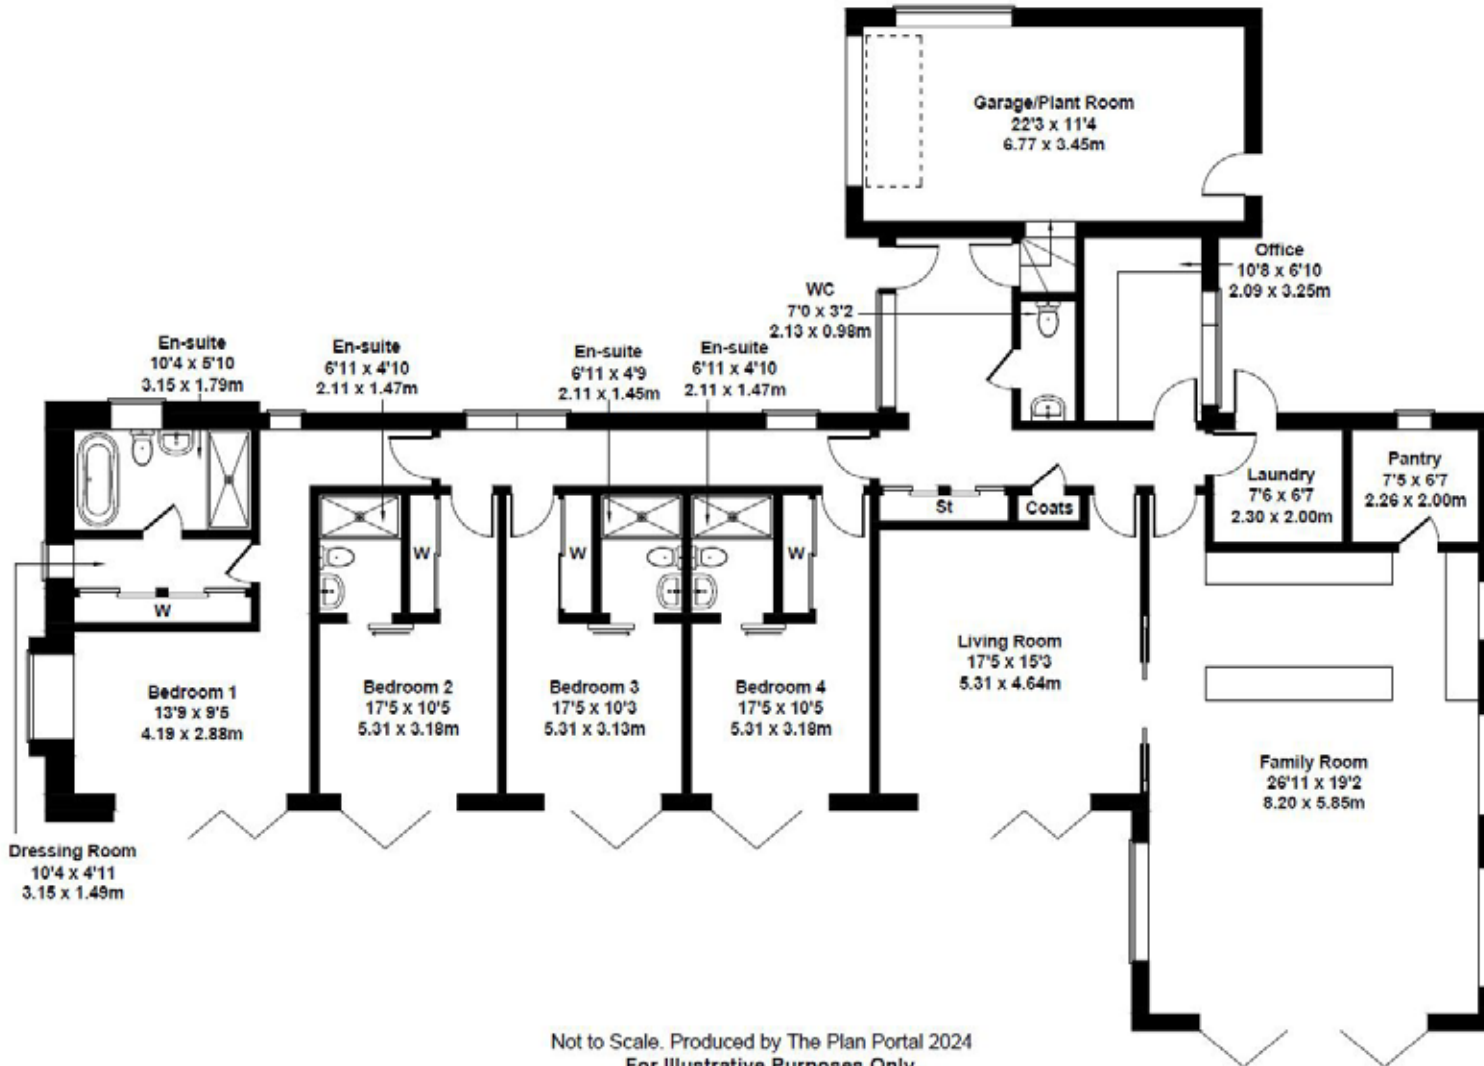 Garage/Plant Room
22'3 x 11'4
6.77 x 3.45m
Office
10'8 x 6'10
2.09 x 3.25m
WC
7'0 x 3'2
2.13 x 0.98m
En-suite
10'4 x 5'10
3.15 x 1.79m
En-suite
6'11 x 4'10
2.11 x 1.47m
En-suite
6'11 x 4'9
2.11 x 1.45m
En-suite
6'11 x 4'10
2.11 x 1.47m
Laundry
7'6 x 6'7
2.30 x 2.00m
Pantry
7'5 x 6'7
2.26 x 2.00m
St
Coats
W
W
W
W
Bedroom 1
13'9 x 9'5
4.19 x 2.88m
Bedroom 2
17'5 x 10'5
5.31 x 3.18m
Bedroom 3
17'5 x 10'3
5.31 x 3.13m
Bedroom 4
17'5 x 10'5
5.31 x 3.18m
Living Room
17'5 x 15'3
5.31 x 4.64m
Family Room
26'11 x 19'2
8.20 x 5.85m
Dressing Room
10'4 x 4'11
3.15 x 1.49m
Not to Scale. Produced by The Plan Portal 2024
For Illustrative Purposes Only